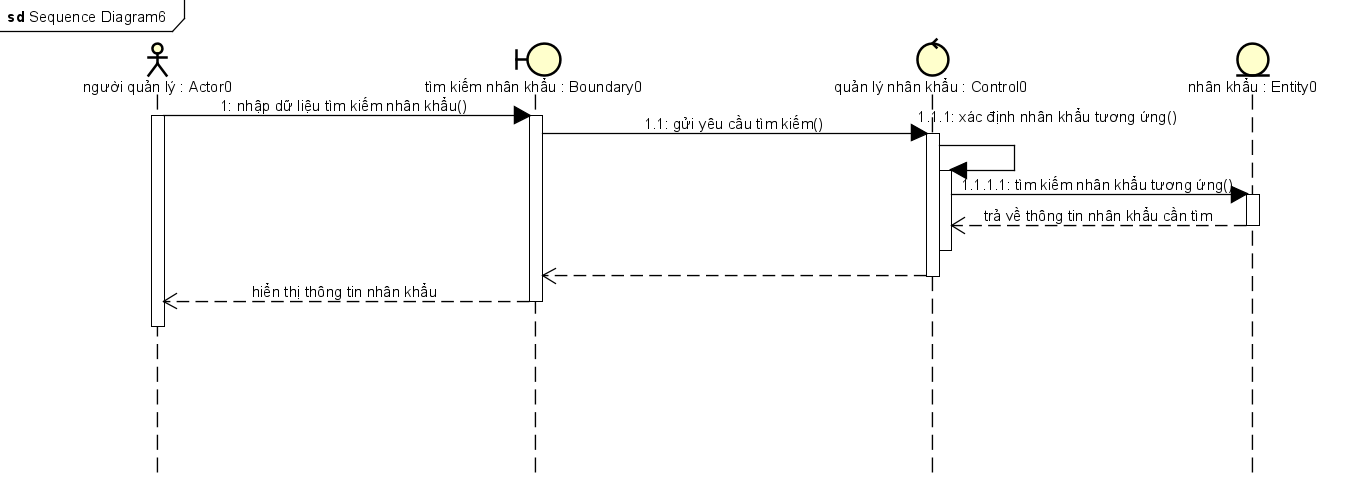 sd Sequence Diagram6
người quản lý : Actor0
tìm kiếm nhân khẩu : Boundary0
quản lý nhân khẩu : Control0
nhân khẩu : Entity0
1: nhập dữ liệu tìm kiếm nhân khẩu()
1.1: gửi yêu cầu tìm kiếm()
1.1.1: xác định nhân khẩu tương ứng()
1.1.1.1: tìm kiếm nhân khẩu tương ứng()
trả về thông tin nhân khẩu cần tìm
hiển thị thông tin nhân khẩu